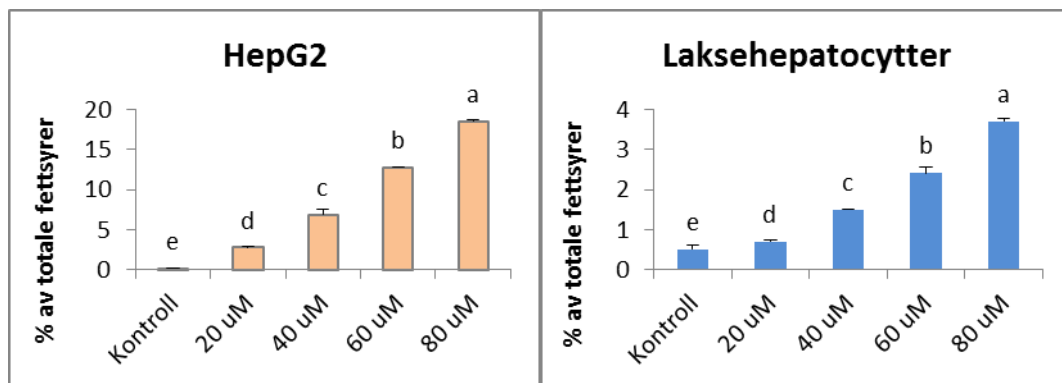 HepG2
% av totale fettsyrer
20
15
10
5
0
e
d
c
b
a
Kontroll
20 uM
40 uM
60 uM
80 uM
Laksehepatocytter
% av totale fettsyrer
4
3
2
1
0
e
d
c
b
a
Kontroll
20 uM
40 uM
60 uM
80 uM